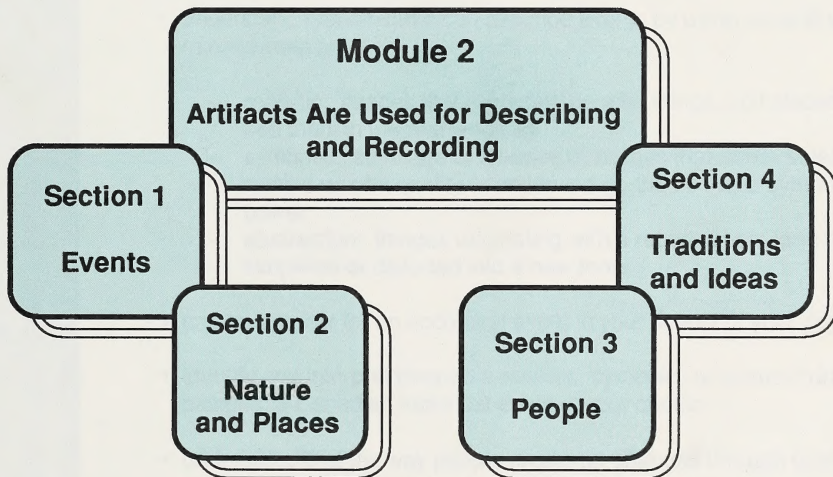 Module 2
Artifacts Are Used for Describing
and Recording
Section 1
Events
Section 2
Nature
and Places
Section 3
People
Section 4
Traditions
and Ideas